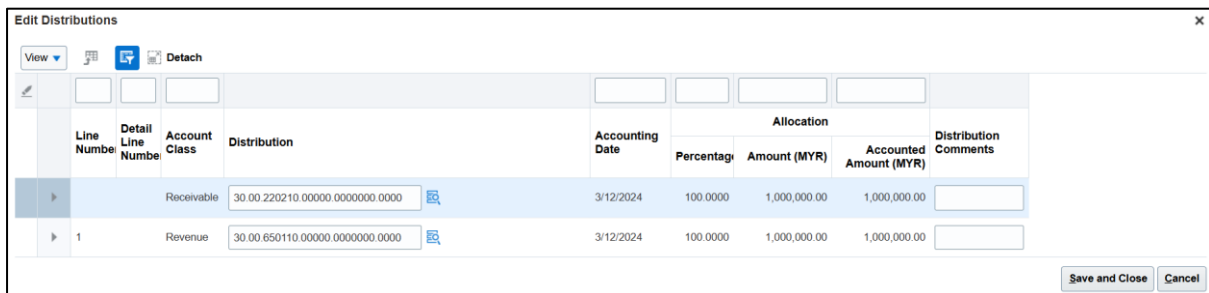 Edit Distributions
View Detach
Line Number Detail Line Number Account Class Distribution Accounting Date Allocation Distribution Comments
Percentage Amount (MYR) Accounted Amount (MYR)
Receivable 30.00.220210.00000.0000000.0000 3/12/2024 100.0000 1,000,000.00 1,000,000.00
1 Revenue 30.00.650110.00000.0000000.0000 3/12/2024 100.0000 1,000,000.00 1,000,000.00
Save and Close Cancel